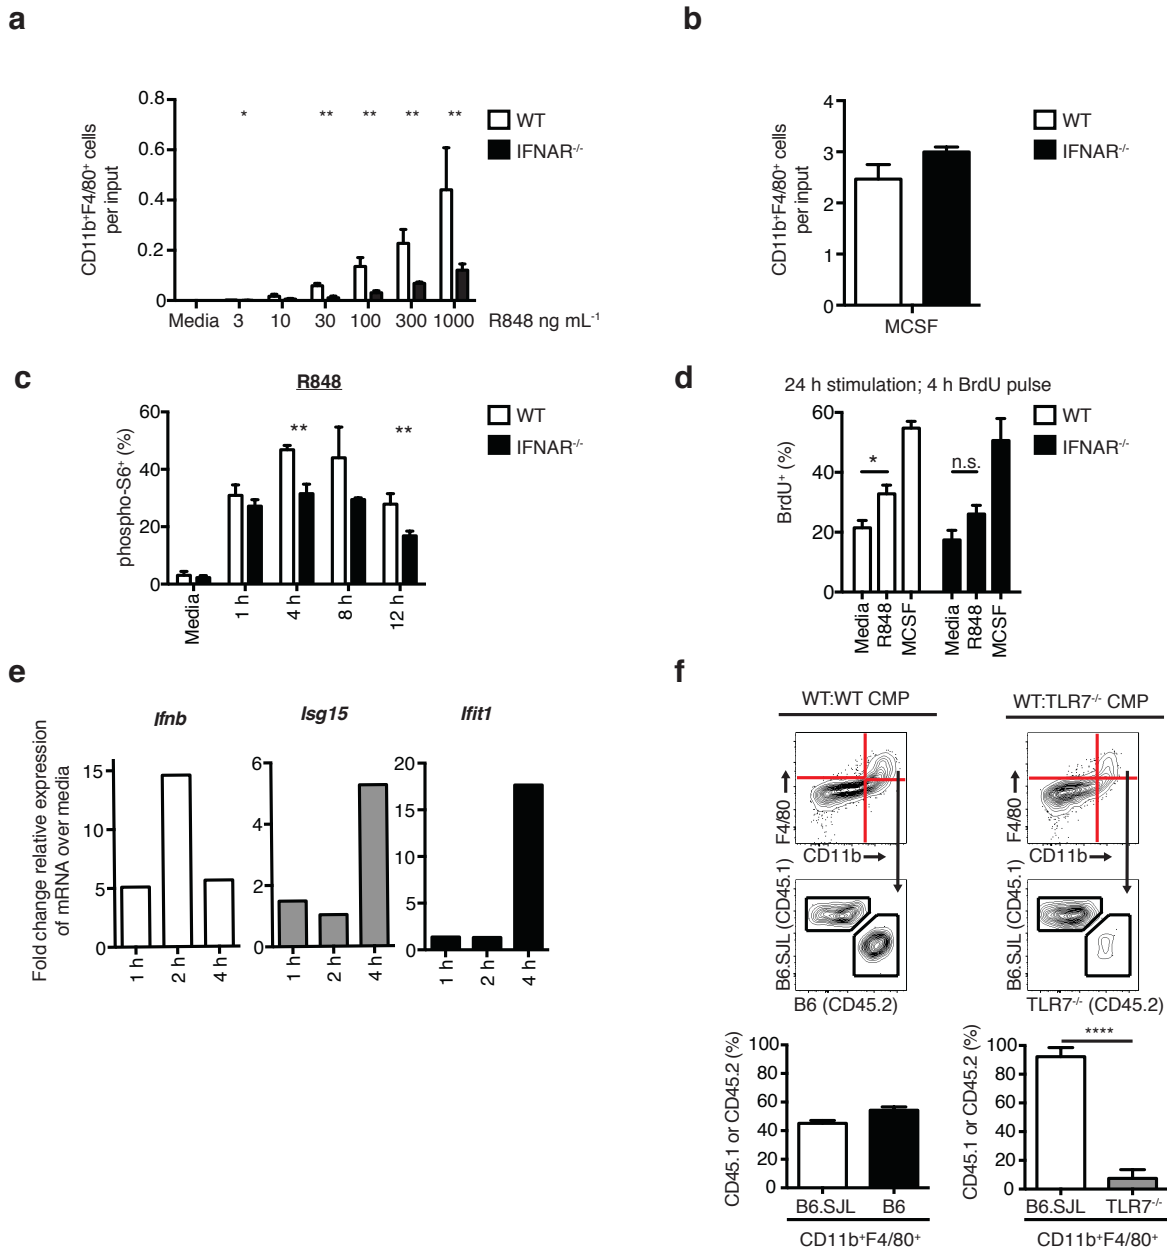 a
0.8
0.6
0.4
0.2
0
CD11b⁺F4/80⁺ cells
per input
*
**
**
**
**
WT
IFNAR⁻/⁻
Media
3
10
30
100
300
1000
R848 ng mL⁻¹
b
4
3
2
1
0
CD11b⁺F4/80⁺ cells
per input
WT
IFNAR⁻/⁻
MCSF
c
R848
60
40
20
0
phospho-S6⁺ (%)
**
**
WT
IFNAR⁻/⁻
Media
1 h
4 h
8 h
12 h
d
24 h stimulation; 4 h BrdU pulse
60
40
20
0
BrdU⁺ (%)
*
n.s.
WT
IFNAR⁻/⁻
Media
R848
MCSF
Media
R848
MCSF
e
Fold change relative expression
of mRNA over media
Ifnb
15
10
5
0
1 h
2 h
4 h
Isg15
6
4
2
0
1 h
2 h
4 h
Ifit1
20
15
10
5
0
1 h
2 h
4 h
f
WT:WT CMP
F4/80
CD11b
B6.SJL (CD45.1)
B6 (CD45.2)
WT:TLR7⁻/⁻ CMP
F4/80
CD11b
B6.SJL (CD45.1)
TLR7⁻/⁻ (CD45.2)
CD45.1 or CD45.2 (%)
100
80
60
40
20
0
B6.SJL
B6
CD11b⁺F4/80⁺
CD45.1 or CD45.2 (%)
100
80
60
40
20
0
****
B6.SJL
TLR7⁻/⁻
CD11b⁺F4/80⁺